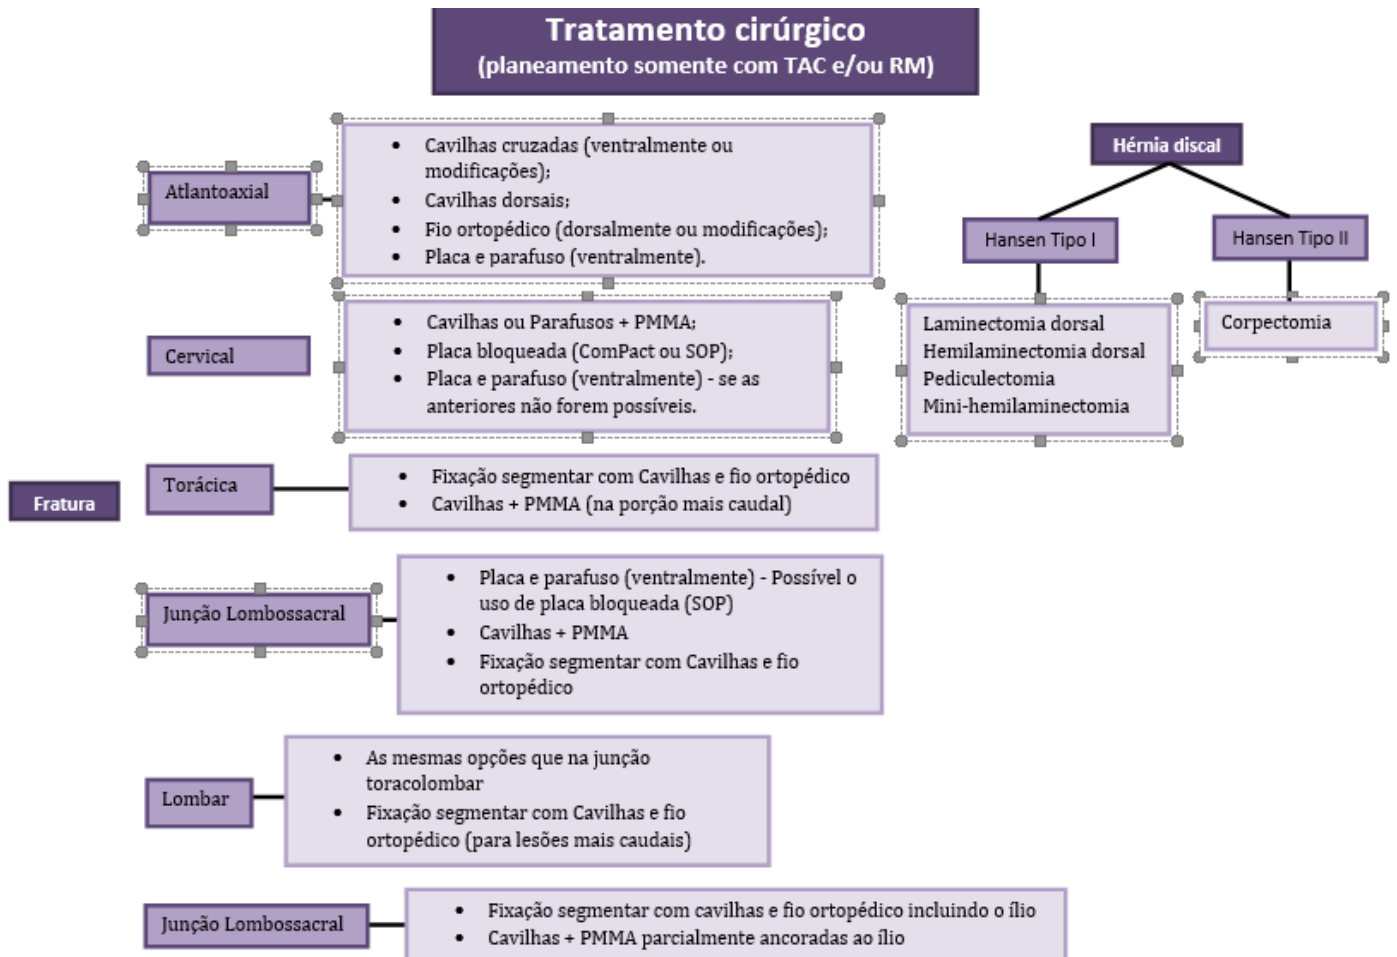 Tratamento cirúrgico
(planeamento somente com TAC e/ou RM)
Fratura
Atlantoaxial
• Cavilhas cruzadas (ventralmente ou
modificações);
• Cavilhas dorsais;
• Fio ortopédico (dorsalmente ou modificações);
• Placa e parafuso (ventralmente).
Cervical
• Cavilhas ou Parafusos + PMMA;
• Placa bloqueada (ComPact ou SOP);
• Placa e parafuso (ventralmente) - se as
anteriores não forem possíveis.
Torácica
• Fixação segmentar com Cavilhas e fio ortopédico
• Cavilhas + PMMA (na porção mais caudal)
Junção Lombossacral
• Placa e parafuso (ventralmente) - Possível o
uso de placa bloqueada (SOP)
• Cavilhas + PMMA
• Fixação segmentar com Cavilhas e fio
ortopédico
Lombar
• As mesmas opções que na junção
toracolombar
• Fixação segmentar com Cavilhas e fio
ortopédico (para lesões mais caudais)
Junção Lombossacral
• Fixação segmentar com cavilhas e fio ortopédico incluindo o ílio
• Cavilhas + PMMA parcialmente ancoradas ao ílio
Hérnia discal
Hansen Tipo I
Laminectomia dorsal
Hemilaminectomia dorsal
Pediculectomia
Mini-hemilaminectomia
Hansen Tipo II
Corpectomia